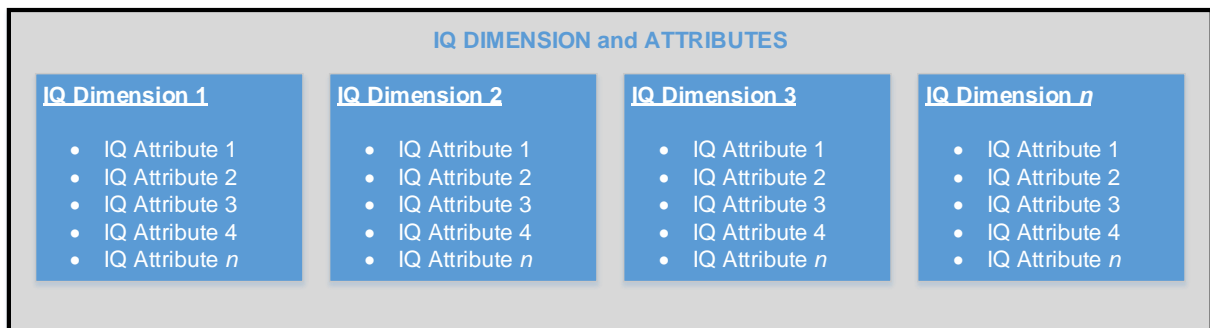 IQ DIMENSION and ATTRIBUTES
IQ Dimension 1
• IQ Attribute 1
• IQ Attribute 2
• IQ Attribute 3
• IQ Attribute 4
• IQ Attribute n
IQ Dimension 2
• IQ Attribute 1
• IQ Attribute 2
• IQ Attribute 3
• IQ Attribute 4
• IQ Attribute n
IQ Dimension 3
• IQ Attribute 1
• IQ Attribute 2
• IQ Attribute 3
• IQ Attribute 4
• IQ Attribute n
IQ Dimension n
• IQ Attribute 1
• IQ Attribute 2
• IQ Attribute 3
• IQ Attribute 4
• IQ Attribute n